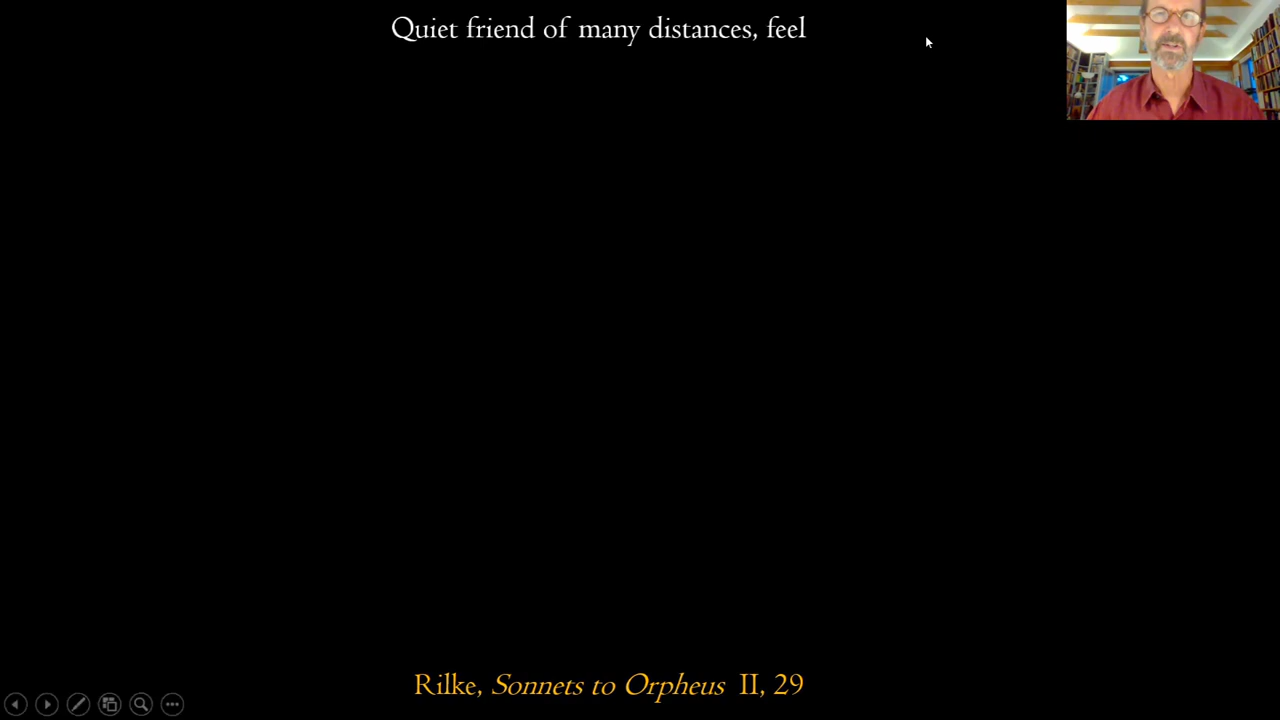 Quiet friend of many distances, feel
Rilke, Sonnets to Orpheus II, 29